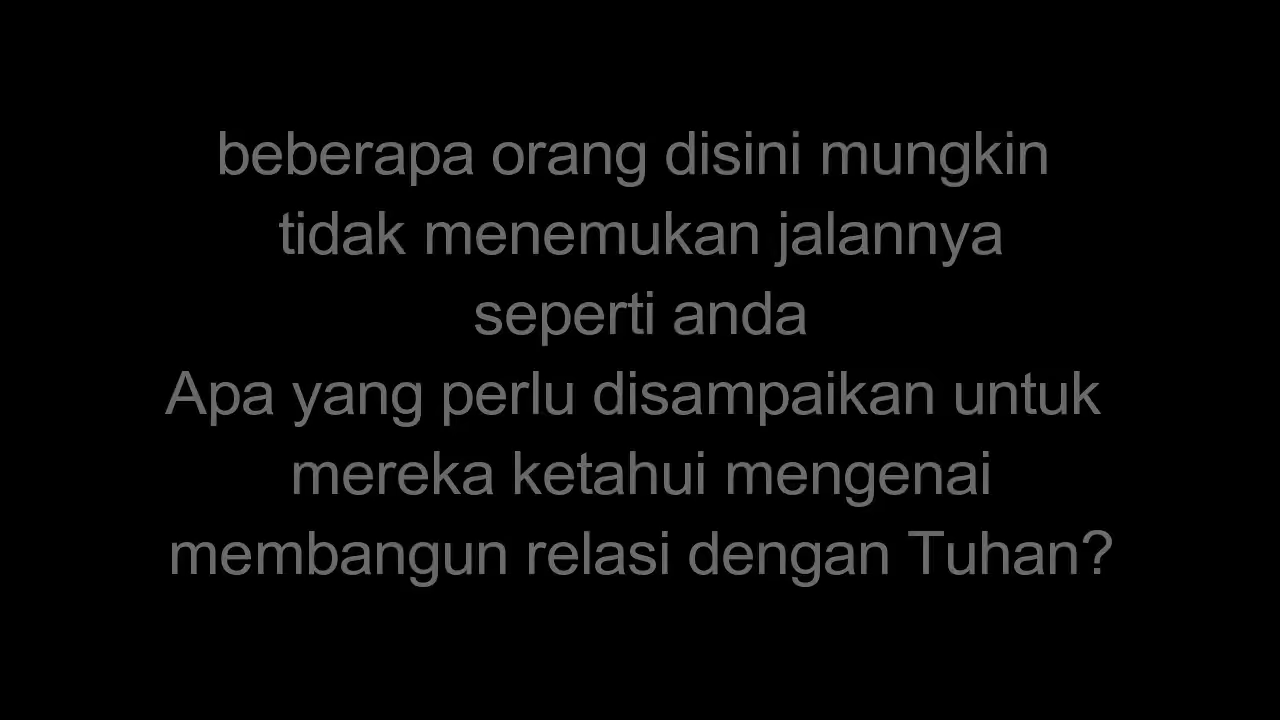 beberapa orang disini mungkin
tidak menemukan jalannya
seperti anda
Apa yang perlu disampaikan untuk
mereka ketahui mengenai
membangun relasi dengan Tuhan?